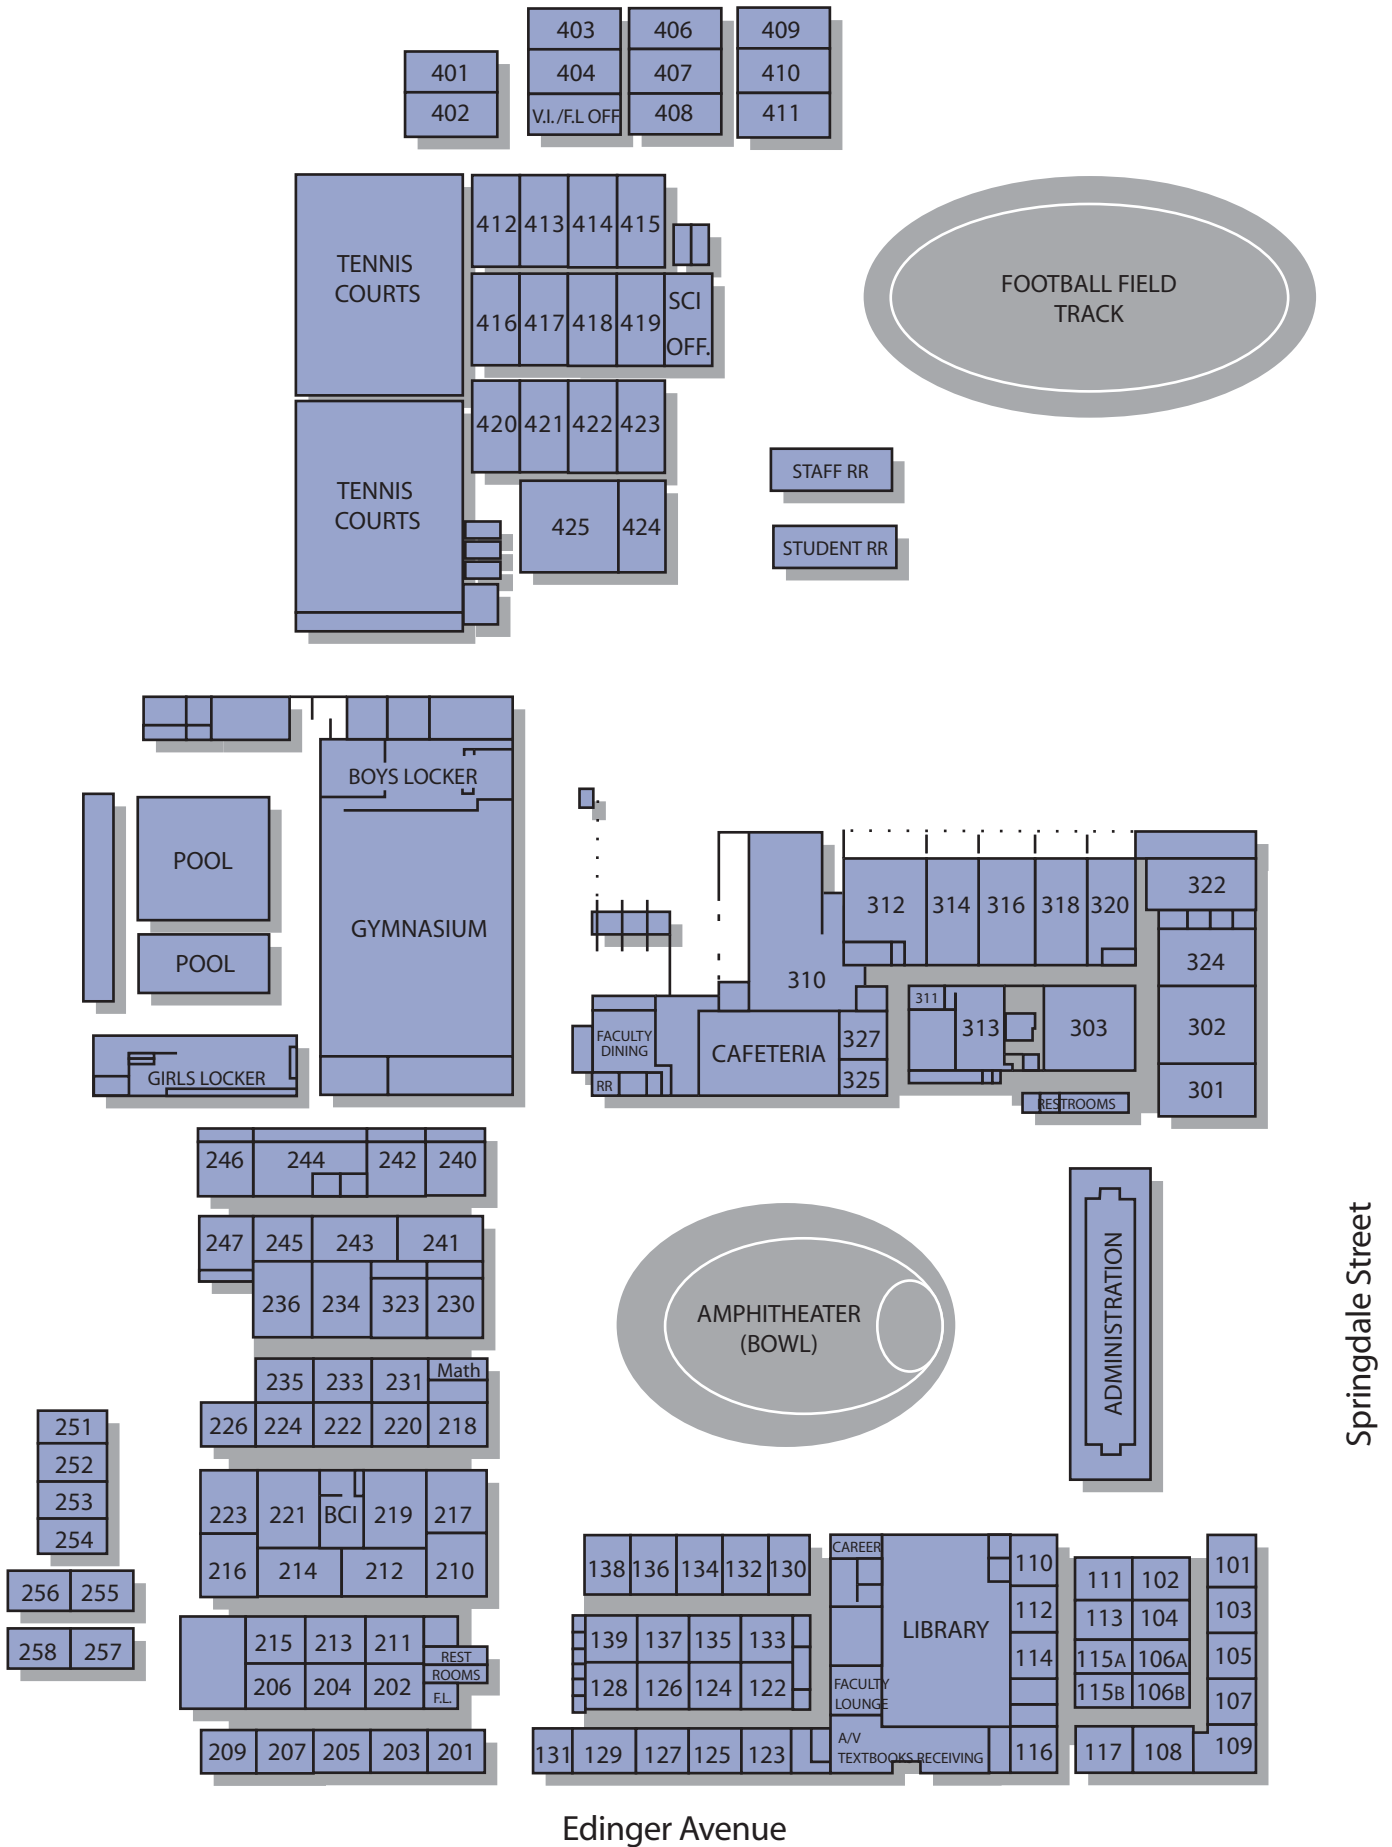 403 406 409
401 404 407 410
402 V.I./F.L OFF 408 411
412 413 414 415
TENNIS
COURTS
FOOTBALL FIELD
TRACK
416 417 418 419 SCI
OFF.
420 421 422 423
STAFF RR
TENNIS
COURTS
425 424
STUDENT RR
BOYS LOCKER
POOL
GYMNASIUM
POOL
322
312 314 316 318 320
324
310
311
313 303 302
FACULTY
DINING
CAFETERIA
327
325
RR
GIRLS LOCKER
301
RESTROOMS
246 244 242 240
247 245 243 241
236 234 323 230
AMPHITHEATER
(BOWL)
ADMINISTRATION
Springdale Street
235 233 231 Math
226 224 222 220 218
251
252
253
254
223 221 BCI 219 217
216 214 212 210
256 255
258 257
215 213 211 REST
ROOMS
206 204 202 F.L.
209 207 205 203 201
138 136 134 132 130
CAREER
LIBRARY
110
112
114
116
111 102
113 104
115A 106A
115B 106B
117 108
101
103
105
107
109
139 137 135 133
128 126 124 122
FACULTY
LOUNGE
131 129 127 125 123
A/V
TEXTBOOKS RECEIVING
Edinger Avenue